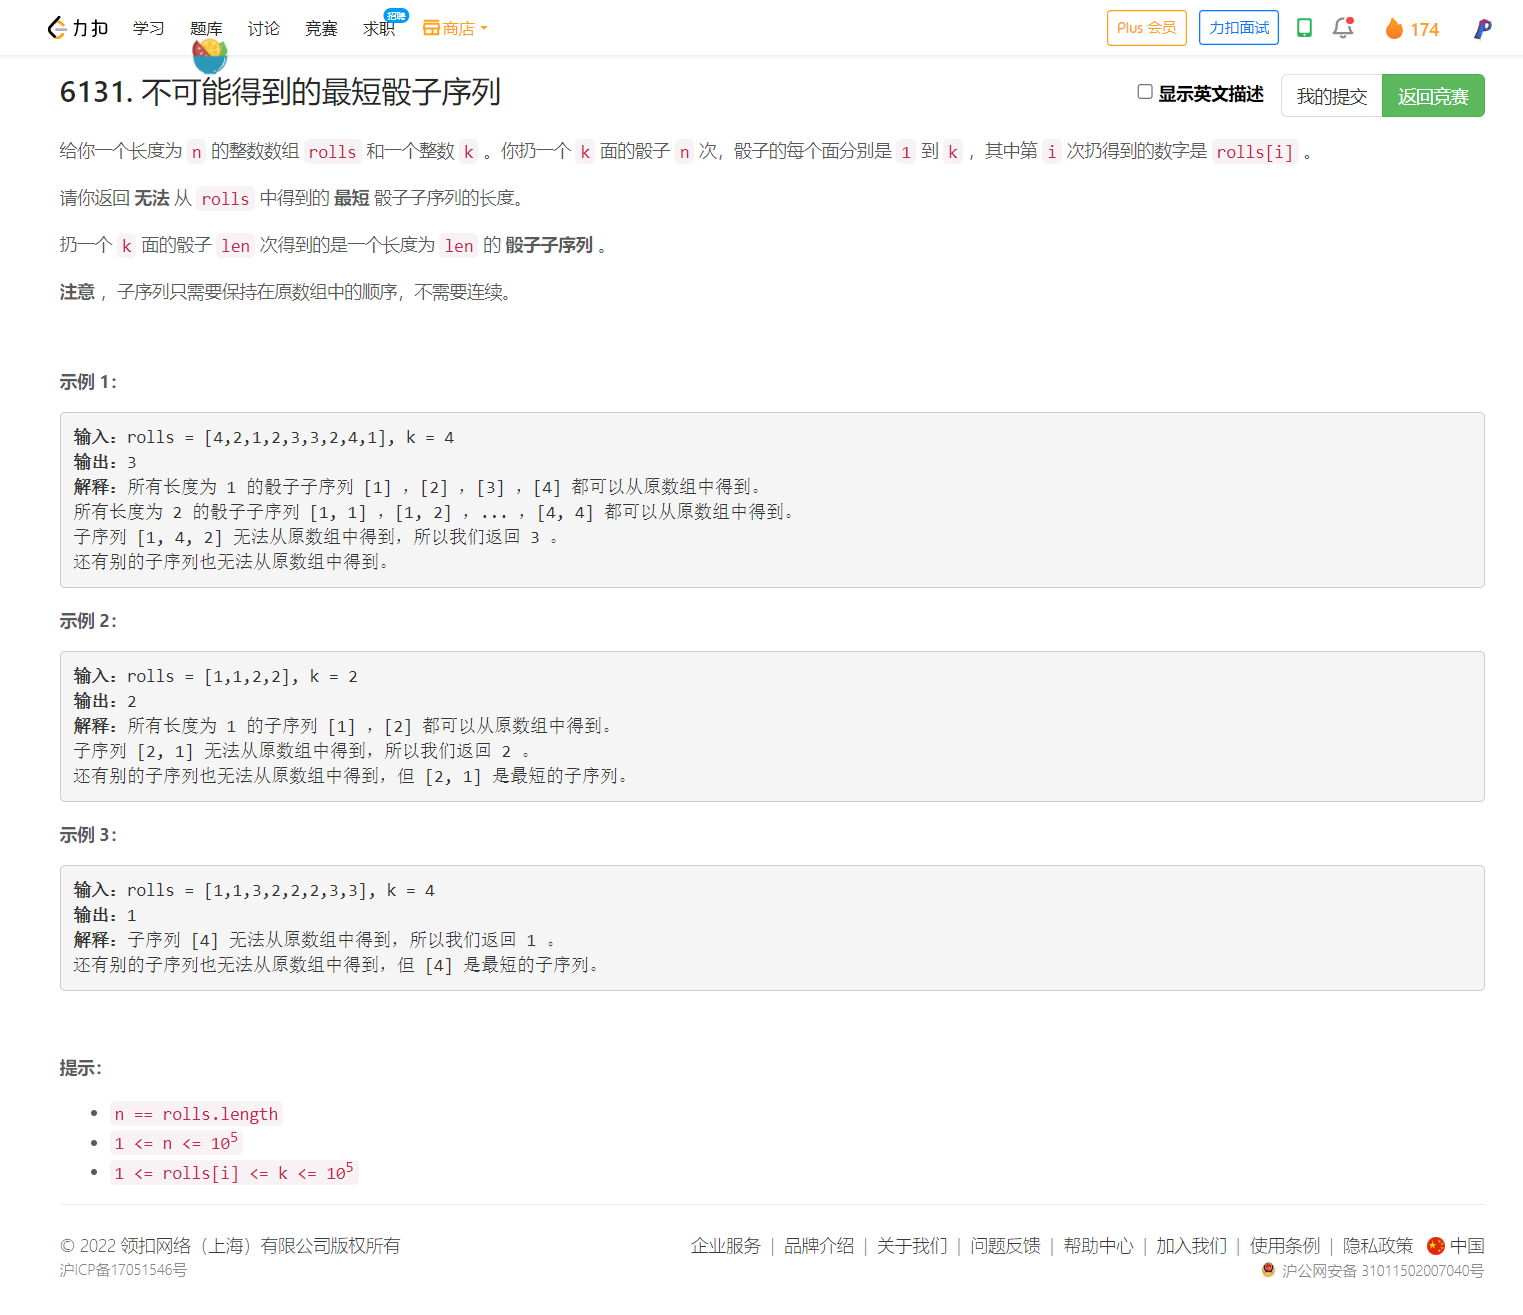 力扣 学习 题库 讨论 竞赛 求职 招聘 商店 Plus 会员 力扣面试 174
6131. 不可能得到的最短骰子序列 显示英文描述 我的提交 返回竞赛
给你一个长度为 n 的整数数组 rolls 和一个整数 k 。你扔一个 k 面的骰子 n 次，骰子的每个面分别是 1 到 k ，其中第 i 次扔得到的数字是 rolls[i] 。
请你返回 无法 从 rolls 中得到的 最短 骰子子序列的长度。
扔一个 k 面的骰子 len 次得到的是一个长度为 len 的 骰子子序列 。
注意 ，子序列只需要保持在原数组中的顺序，不需要连续。
示例 1：
输入：rolls = [4,2,1,2,3,3,2,4,1], k = 4
输出：3
解释：所有长度为 1 的骰子子序列 [1] ，[2] ，[3] ，[4] 都可以从原数组中得到。
所有长度为 2 的骰子子序列 [1, 1] ，[1, 2] ，... ，[4, 4] 都可以从原数组中得到。
子序列 [1, 4, 2] 无法从原数组中得到，所以我们返回 3 。
还有别的子序列也无法从原数组中得到。
示例 2：
输入：rolls = [1,1,2,2], k = 2
输出：2
解释：所有长度为 1 的子序列 [1] ，[2] 都可以从原数组中得到。
子序列 [2, 1] 无法从原数组中得到，所以我们返回 2 。
还有别的子序列也无法从原数组中得到，但 [2, 1] 是最短的子序列。
示例 3：
输入：rolls = [1,1,3,2,2,2,3,3], k = 4
输出：1
解释：子序列 [4] 无法从原数组中得到，所以我们返回 1 。
还有别的子序列也无法从原数组中得到，但 [4] 是最短的子序列。
提示：
n == rolls.length
1 <= n <= 10⁵
1 <= rolls[i] <= k <= 10⁵
© 2022 领扣网络（上海）有限公司版权所有 企业服务 | 品牌介绍 | 关于我们 | 问题反馈 | 帮助中心 | 加入我们 | 使用条例 | 隐私政策 中国
沪ICP备17051546号 沪公网安备 31011502007040号